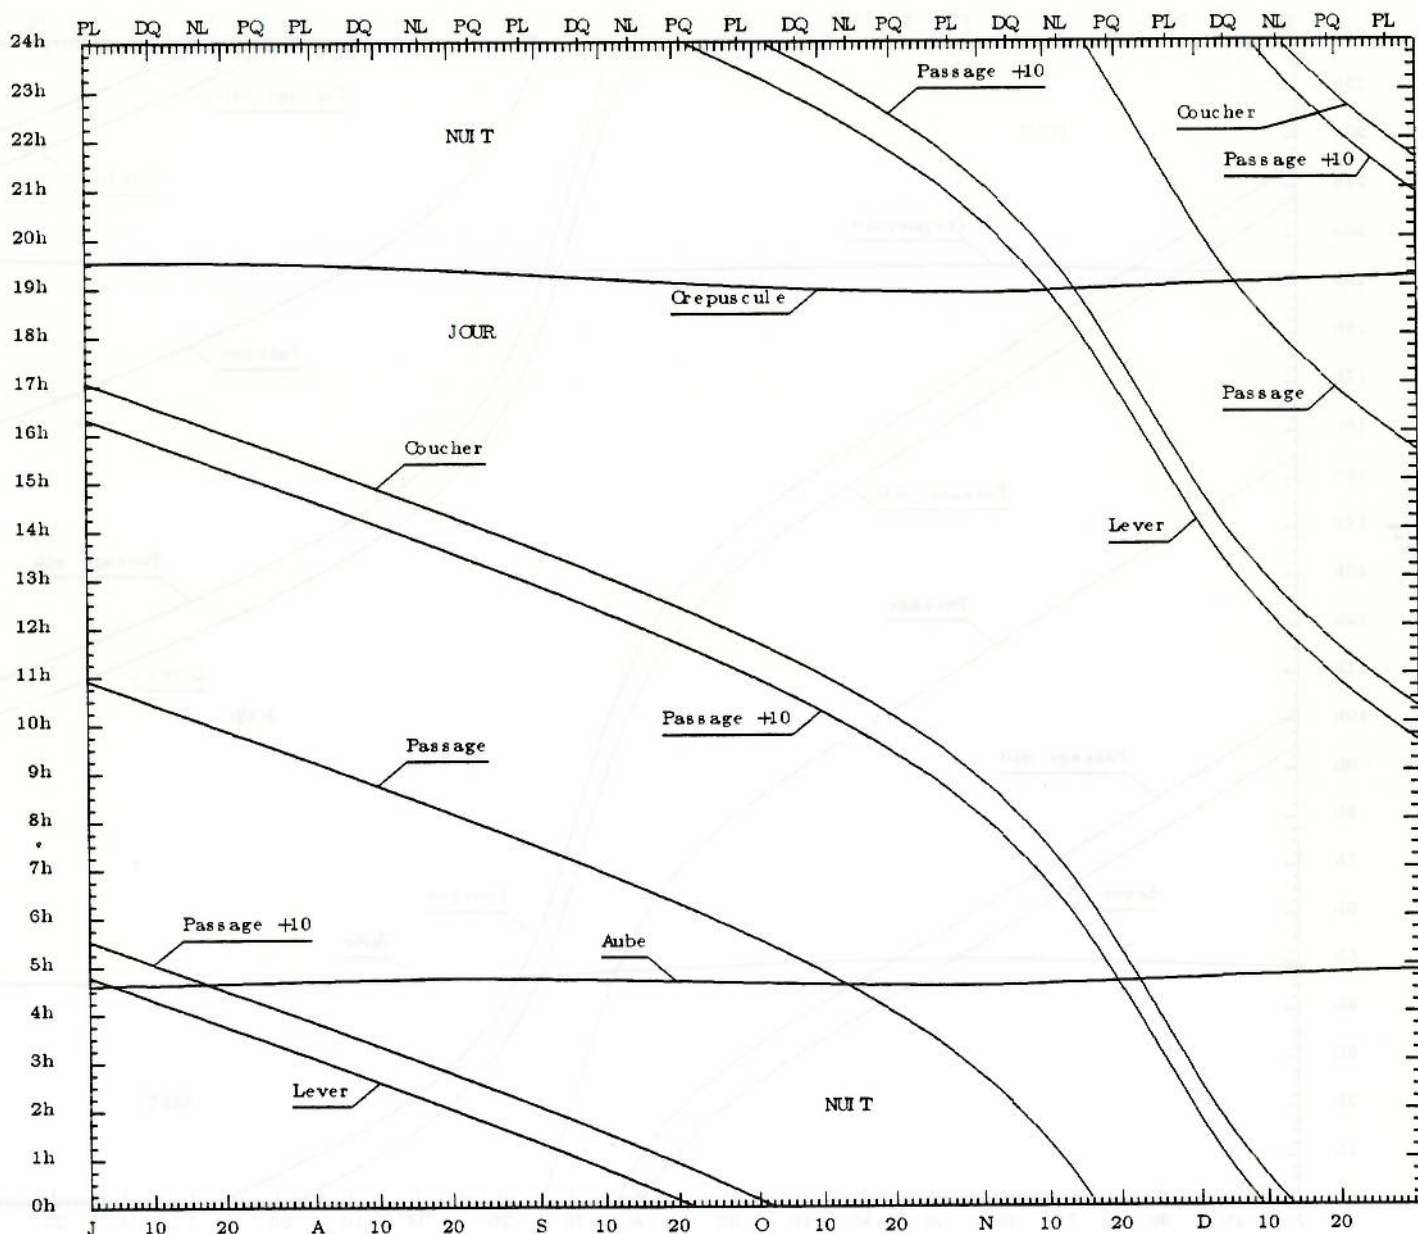 PL DQ NL PQ PL DQ NL PQ PL DQ NL PQ PL DQ NL PQ PL DQ NL PQ PL DQ NL PQ PL
24h
23h
22h
21h
20h
19h
18h
17h
16h
15h
14h
13h
12h
11h
10h
9h
8h
7h
6h
5h
4h
3h
2h
1h
0h
Passage +10
Coucher
NUIT
Passage +10
Crepuscule
JOUR
Passage
Coucher
Lever
Passage +10
Passage
Passage +10
Aube
Lever
NUIT
J 10 20 A 10 20 S 10 20 O 10 20 N 10 20 D 10 20